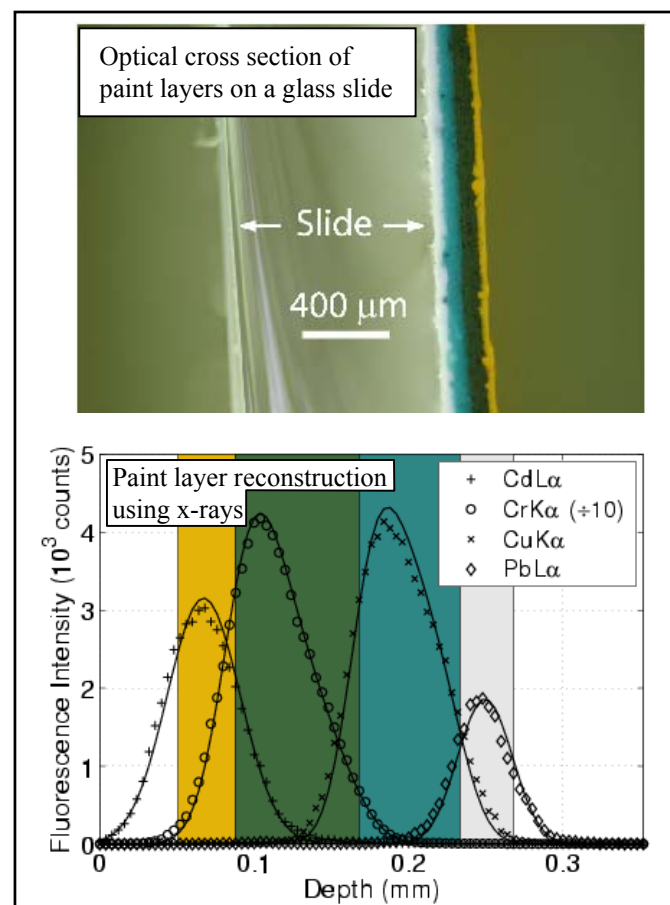 Optical cross section of
paint layers on a glass slide
Slide
400 μm
Paint layer reconstruction
using x-rays
Fluorescence Intensity (10³ counts)
5
4
3
2
1
0
CdLα
CrKα (÷10)
CuKα
PbLα
0 0.1 0.2 0.3
Depth (mm)